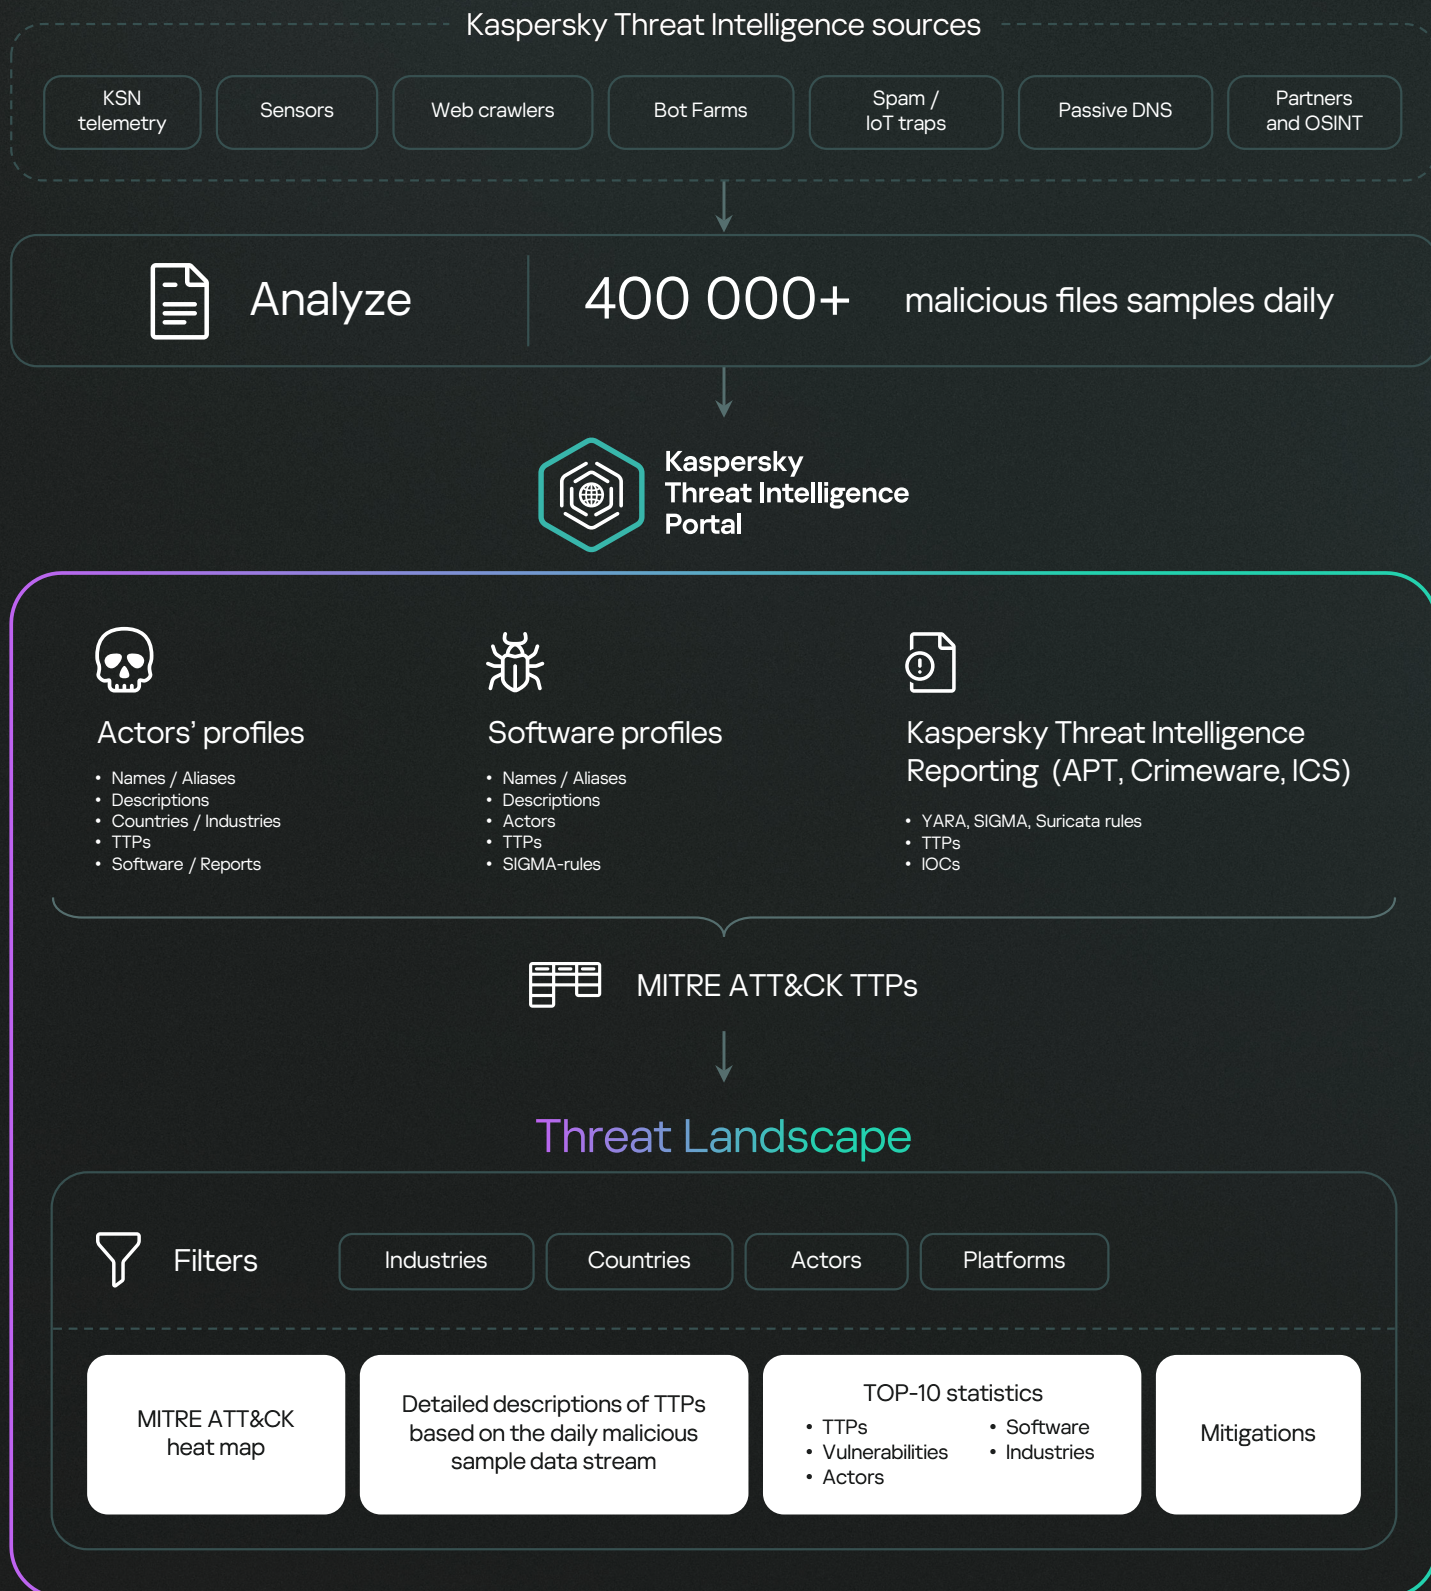 Kaspersky Threat Intelligence sources
KSN
telemetry
Sensors
Web crawlers
Bot Farms
Spam /
IoT traps
Passive DNS
Partners
and OSINT
Analyze
400 000+
malicious files samples daily
Kaspersky
Threat Intelligence
Portal
Actors’ profiles
• Names / Aliases
• Descriptions
• Countries / Industries
• TTPs
• Software / Reports
Software profiles
• Names / Aliases
• Descriptions
• Actors
• TTPs
• SIGMA-rules
Kaspersky Threat Intelligence
Reporting (APT, Crimeware, ICS)
• YARA, SIGMA, Suricata rules
• TTPs
• IOCs
MITRE ATT&CK TTPs
Threat Landscape
Filters
Industries
Countries
Actors
Platforms
MITRE ATT&CK
heat map
Detailed descriptions of TTPs
based on the daily malicious
sample data stream
TOP-10 statistics
• TTPs
• Vulnerabilities
• Actors
• Software
• Industries
Mitigations